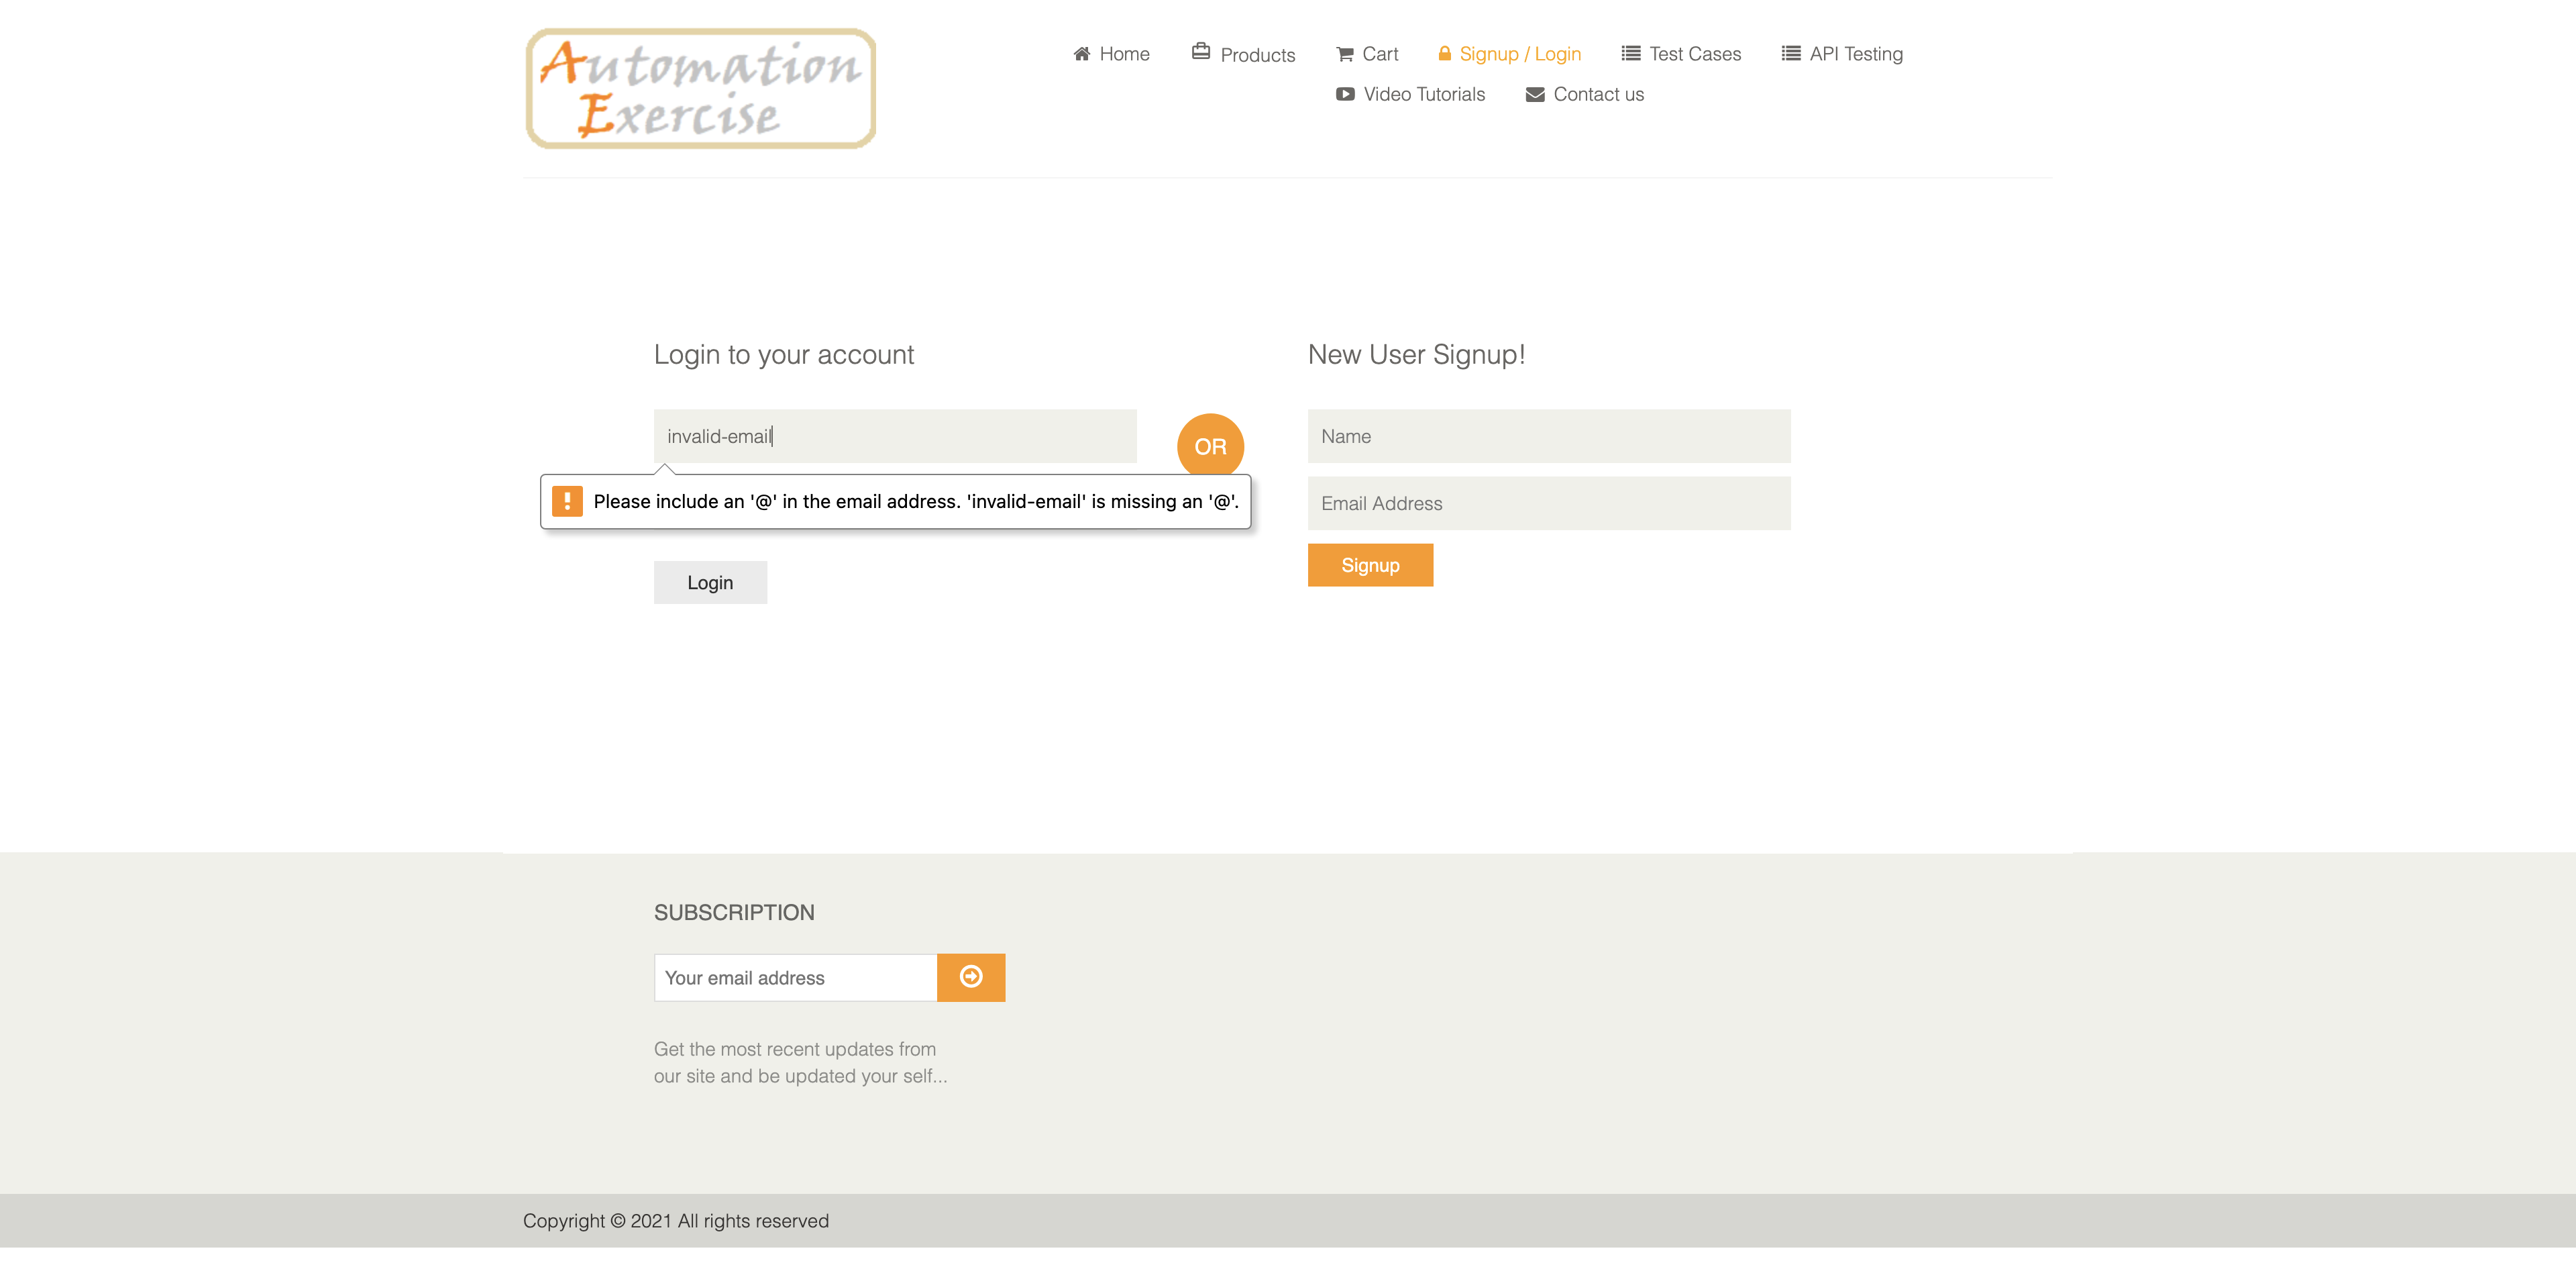 Automation
Exercise
Home
Products
Cart
Signup / Login
Test Cases
API Testing
Video Tutorials
Contact us
Login to your account
invalid-email
Please include an '@' in the email address. 'invalid-email' is missing an '@'.
Login
OR
New User Signup!
Name
Email Address
Signup
SUBSCRIPTION
Your email address
Get the most recent updates from
our site and be updated your self...
Copyright © 2021 All rights reserved